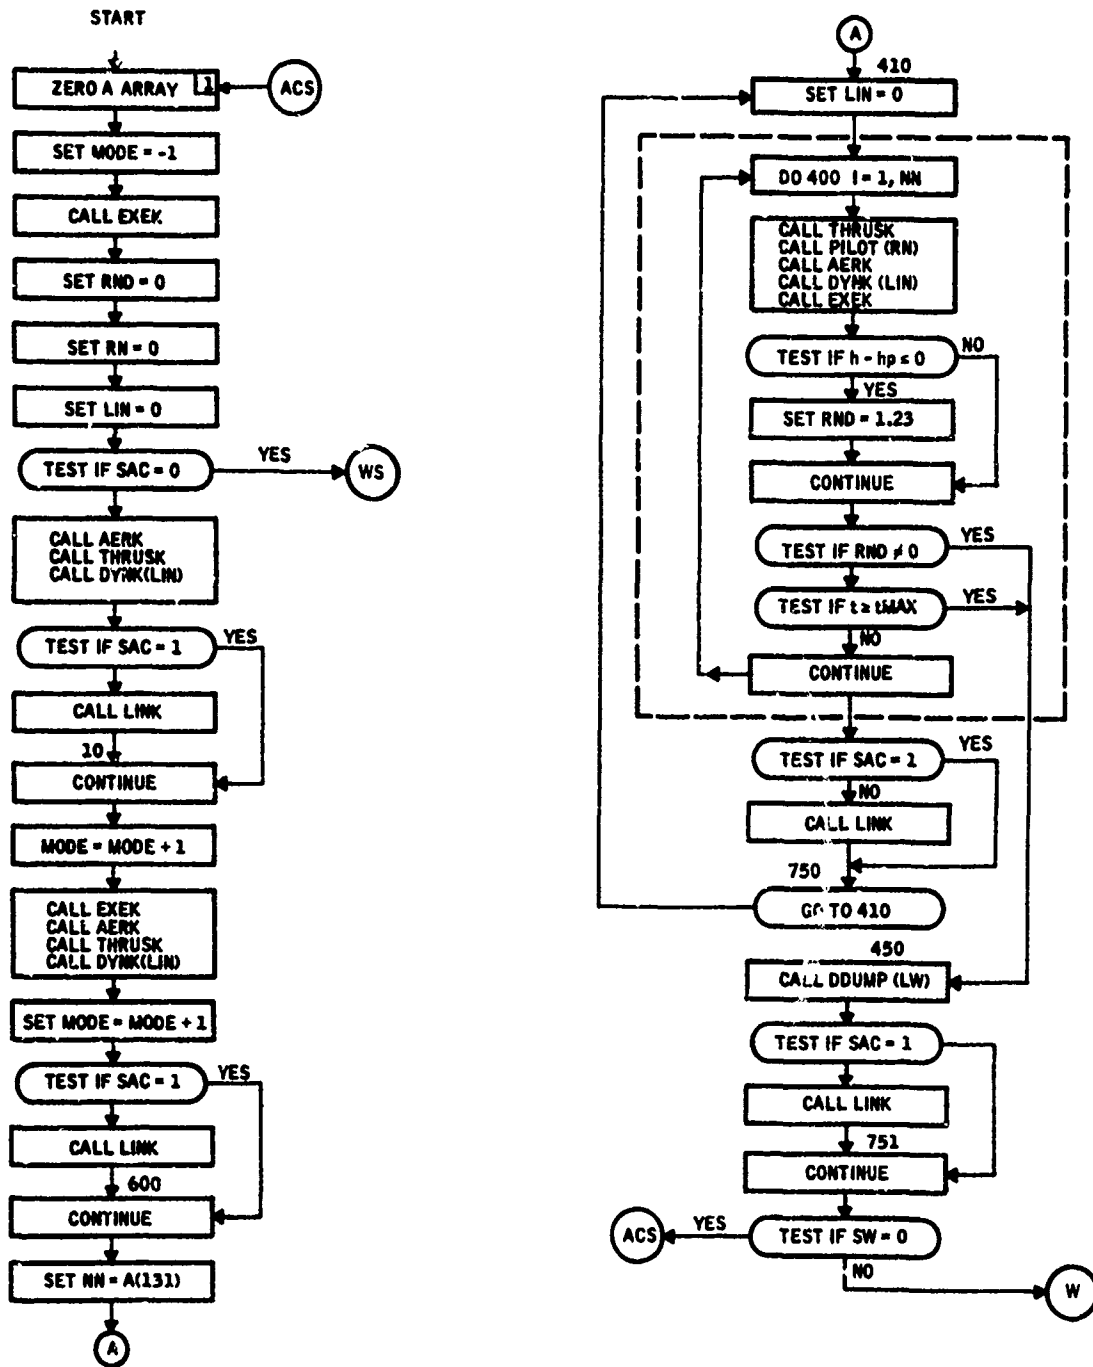 START
ZERO A ARRAY 1
ACS
SET MODE = -1
CALL EXEK
SET RND = 0
SET RN = 0
SET LIN = 0
TEST IF SAC = 0
YES
WS
CALL AERK
CALL THRUSK
CALL DYNK(LIN)
TEST IF SAC = 1
YES
CALL LINK
10
CONTINUE
MODE = MODE + 1
CALL EXEK
CALL AERK
CALL THRUSK
CALL DYNK(LIN)
SET MODE = MODE + 1
TEST IF SAC = 1
YES
CALL LINK
600
CONTINUE
SET NN = A(131)
A
A
410
SET LIN = 0
DO 400 I = 1, NN
CALL THRUSK
CALL PILOT (RN)
CALL AERK
CALL DYNK (LIN)
CALL EXEK
TEST IF h - hp ≤ 0
NO
YES
SET RND = 1.23
CONTINUE
TEST IF RND ≠ 0
YES
TEST IF t ≥ tMAX
YES
NO
CONTINUE
TEST IF SAC = 1
YES
NO
CALL LINK
750
GO TO 410
450
CALL DDUMP (LW)
TEST IF SAC = 1
CALL LINK
751
CONTINUE
TEST IF SW = 0
YES
ACS
NO
W